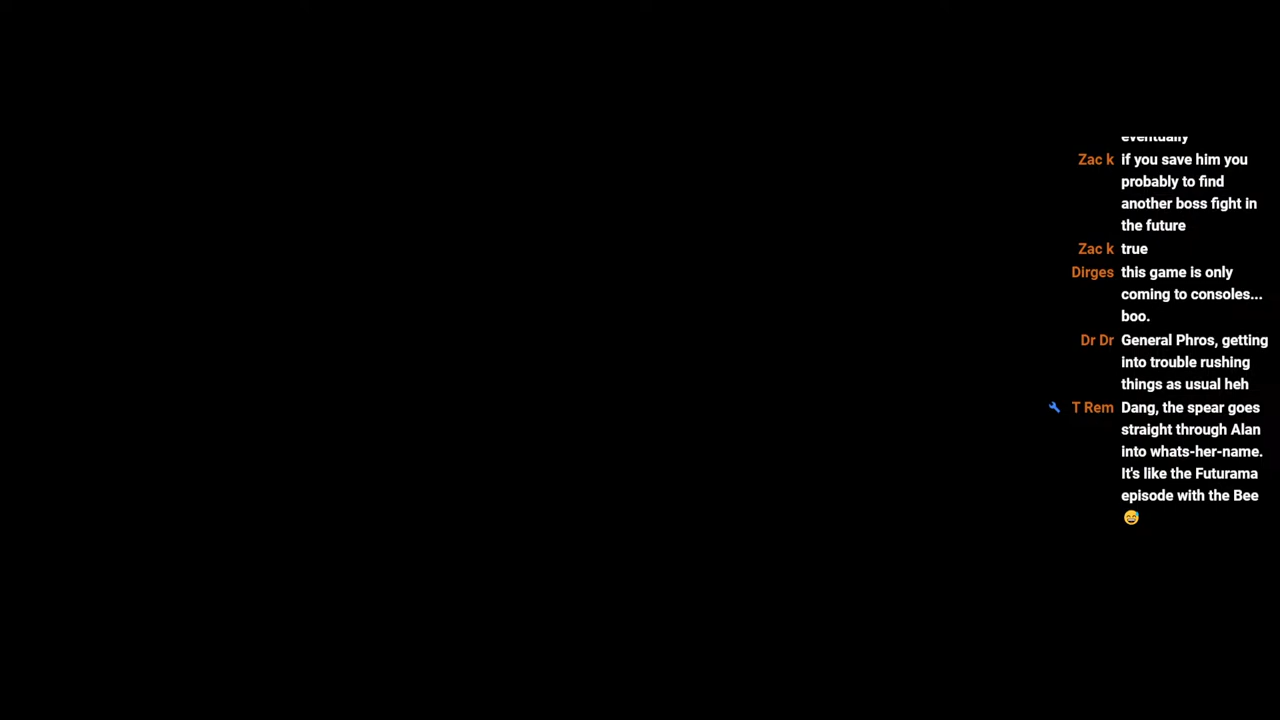 eventually
Zac k if you save him you
probably to find
another boss fight in
the future
Zac k true
Dirges this game is only
coming to consoles...
boo.
Dr Dr General Phros, getting
into trouble rushing
things as usual heh
T Rem Dang, the spear goes
straight through Alan
into whats-her-name.
It's like the Futurama
episode with the Bee
😅